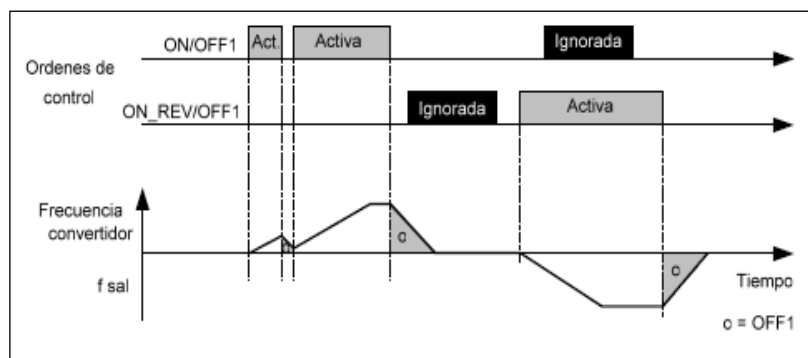 ON/OFF1
Act.
Activa
Ignorada
Ordenes de
control
ON_REV/OFF1
Ignorada
Activa
Frecuencia
convertidor
o
o
o
f sal
Tiempo
o = OFF1